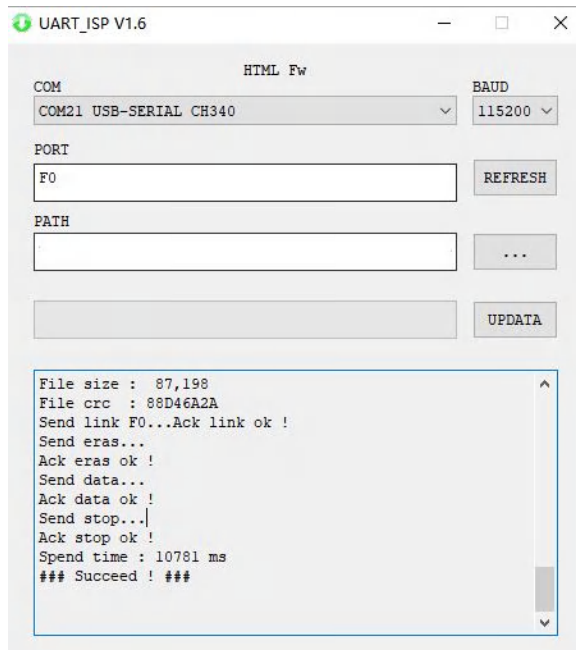 UART_ISP V1.6
HTML Fw
COM
BAUD
COM21 USB-SERIAL CH340
115200
PORT
F0
REFRESH
PATH
...
UPDATA
File size :  87,198
File crc  : 88D46A2A
Send link F0...Ack link ok !
Send eras...
Ack eras ok !
Send data...
Ack data ok !
Send stop...
Ack stop ok !
Spend time : 10781 ms
### Succeed ! ###